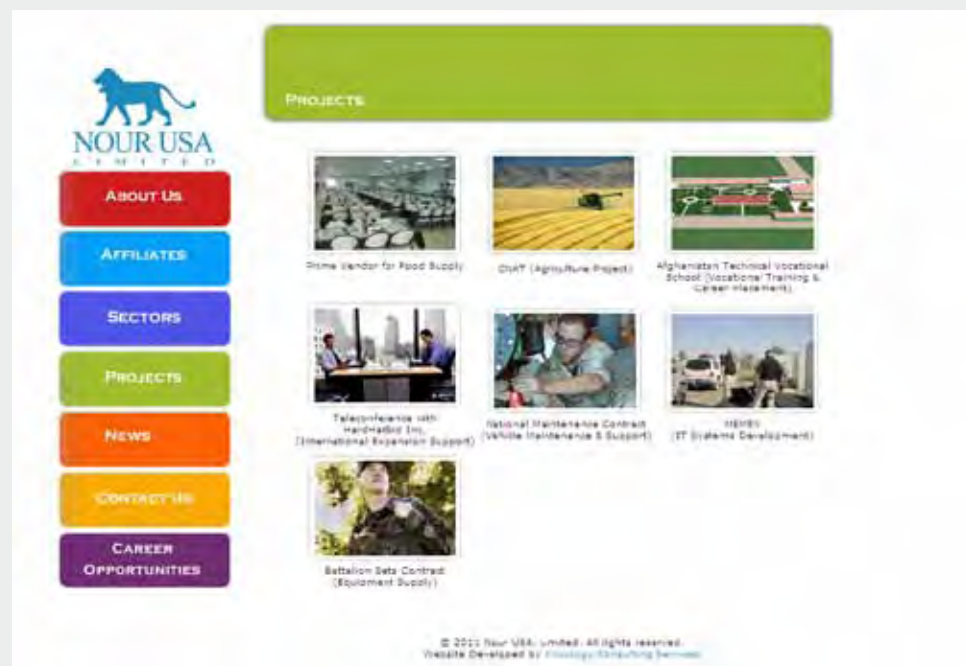 NOUR USA
LIMITED
ABOUT US
AFFILIATES
SECTORS
PROJECTS
NEWS
CONTACT US
CAREER
OPPORTUNITIES
PROJECTS
Prime Vendor for Food Supply
(Agriculture Project)
Afghanistan Technical Vocational
School (Vocational Training &
Career Placement)
Teleconference with
HardHatBid Inc.
(International Expansion Support)
National Maintenance Contract
(Vehicle Maintenance & Support)
(IT Systems Development)
Battalion Sets Contract
(Equipment Supply)
© 2011 Nour USA, Limited. All rights reserved.
Website Developed by Consulting Services